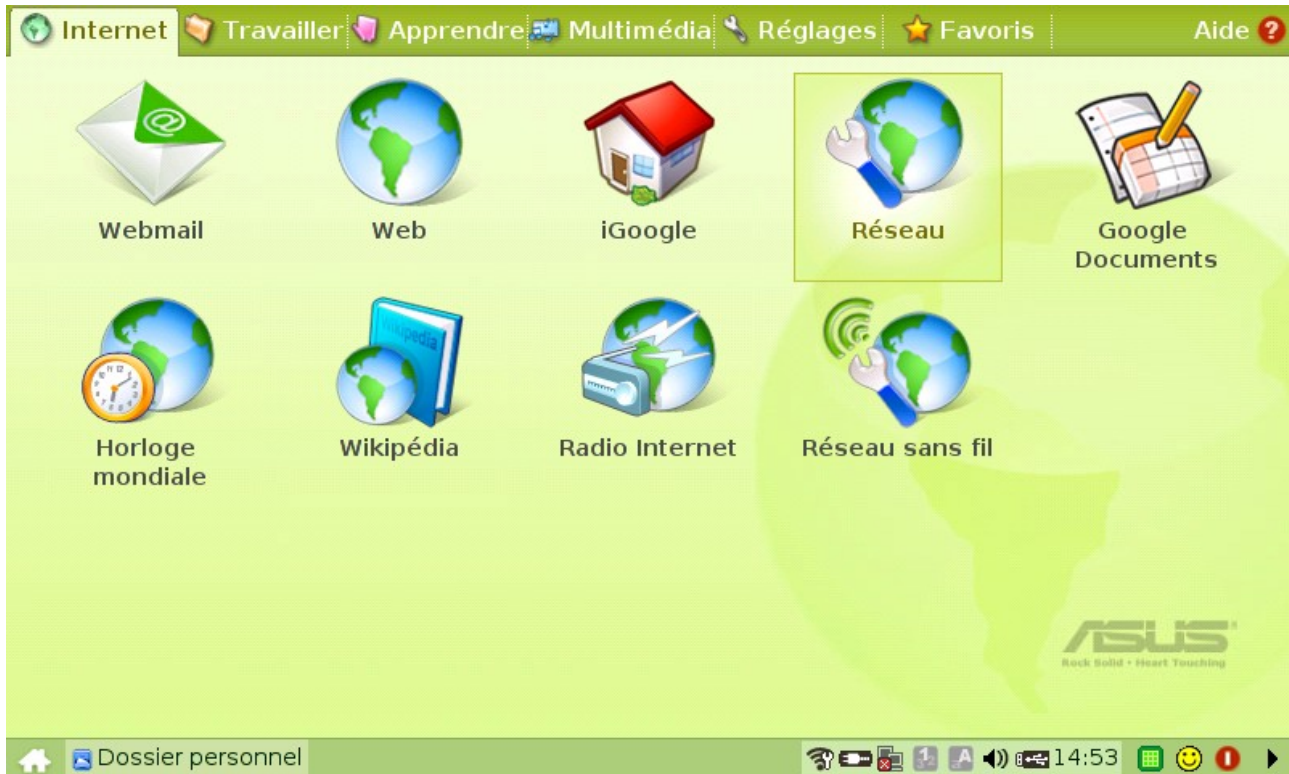 Internet Travailler Apprendre Multimédia Réglages Favoris Aide ?
@
Webmail
Web
iGoogle
Réseau
Google
Documents
Wikipedia
Horloge
mondiale
Wikipédia
Radio Internet
Réseau sans fil
ASUS
Rock Solid • Heart Touching
Dossier personnel
14:53